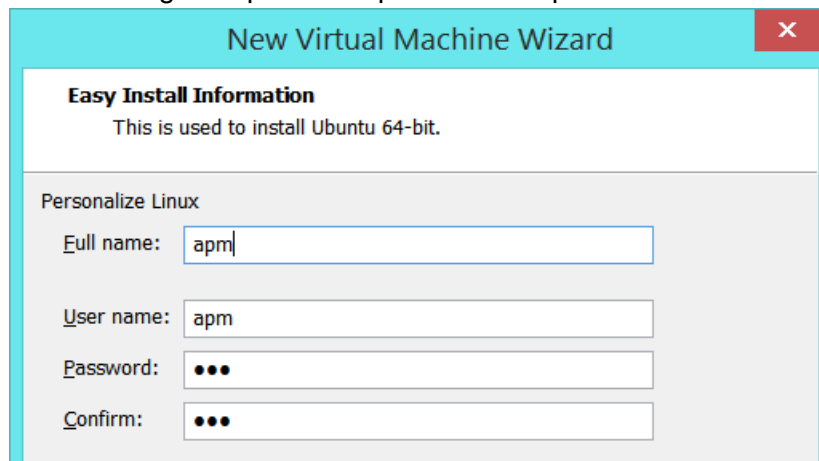 New Virtual Machine Wizard
Easy Install Information
This is used to install Ubuntu 64-bit.
Personalize Linux
Full name: apm
User name: apm
Password: •••
Confirm: •••